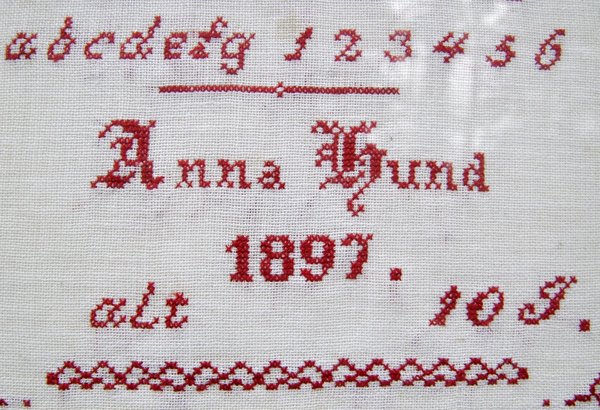 abcdefg 123456
Anna Hund
1897.
alt 10 J.